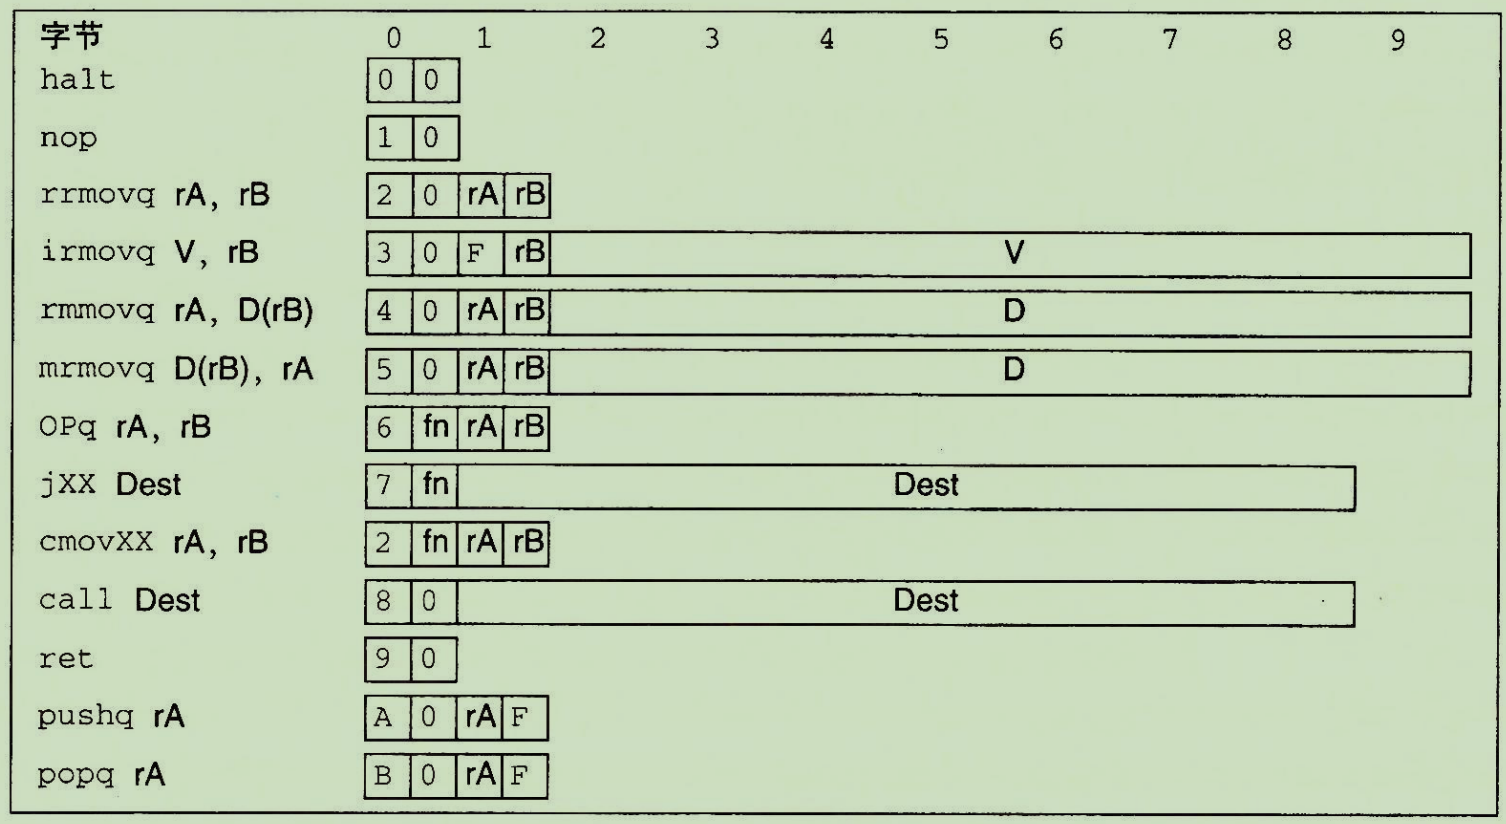 字节 0 1 2 3 4 5 6 7 8 9
halt 0 0
nop 1 0
rrmovq rA, rB 2 0 rA rB
irmovq V, rB 3 0 F rB V
rmmovq rA, D(rB) 4 0 rA rB D
mrmovq D(rB), rA 5 0 rA rB D
OPq rA, rB 6 fn rA rB
jXX Dest 7 fn Dest
cmovXX rA, rB 2 fn rA rB
call Dest 8 0 Dest
ret 9 0
pushq rA A 0 rA F
popq rA B 0 rA F